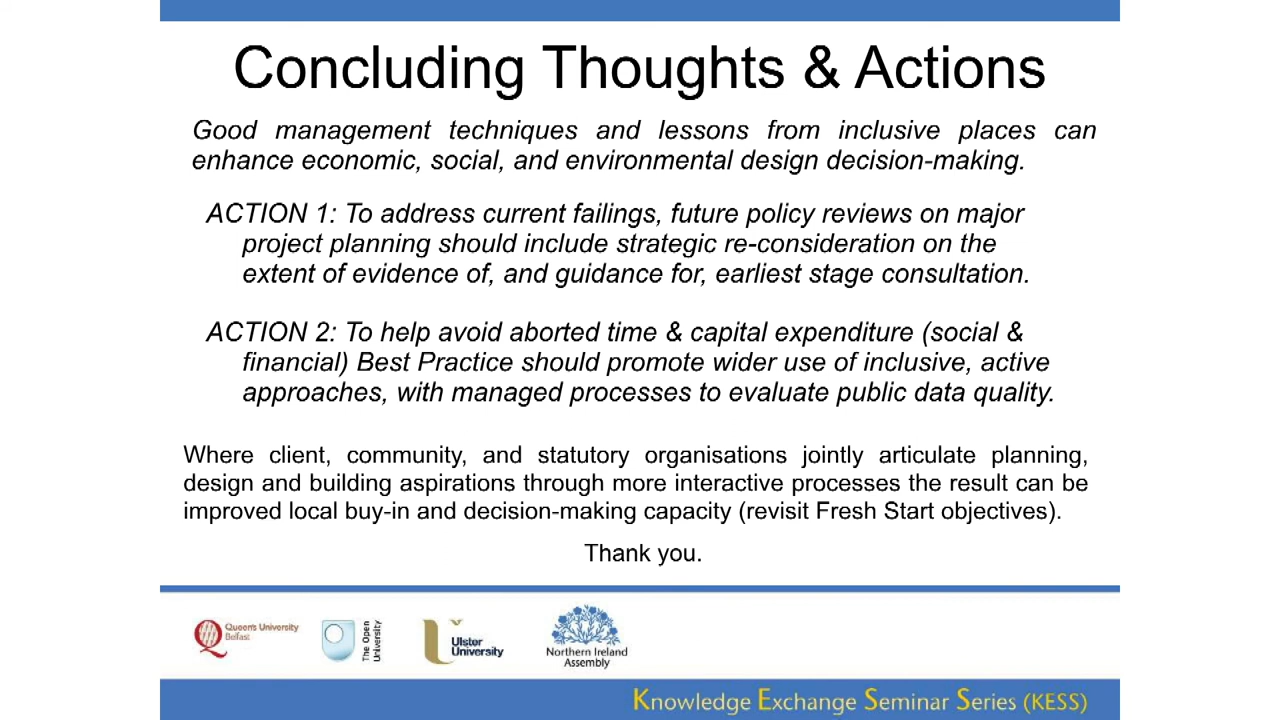 Concluding Thoughts & Actions
Good management techniques and lessons from inclusive places can
enhance economic, social, and environmental design decision-making.
ACTION 1: To address current failings, future policy reviews on major
project planning should include strategic re-consideration on the
extent of evidence of, and guidance for, earliest stage consultation.
ACTION 2: To help avoid aborted time & capital expenditure (social &
financial) Best Practice should promote wider use of inclusive, active
approaches, with managed processes to evaluate public data quality.
Where client, community, and statutory organisations jointly articulate planning,
design and building aspirations through more interactive processes the result can be
improved local buy-in and decision-making capacity (revisit Fresh Start objectives).
Thank you.
Queen's University
Belfast
The Open
University
Ulster
University
Northern Ireland
Assembly
Knowledge Exchange Seminar Series (KESS)